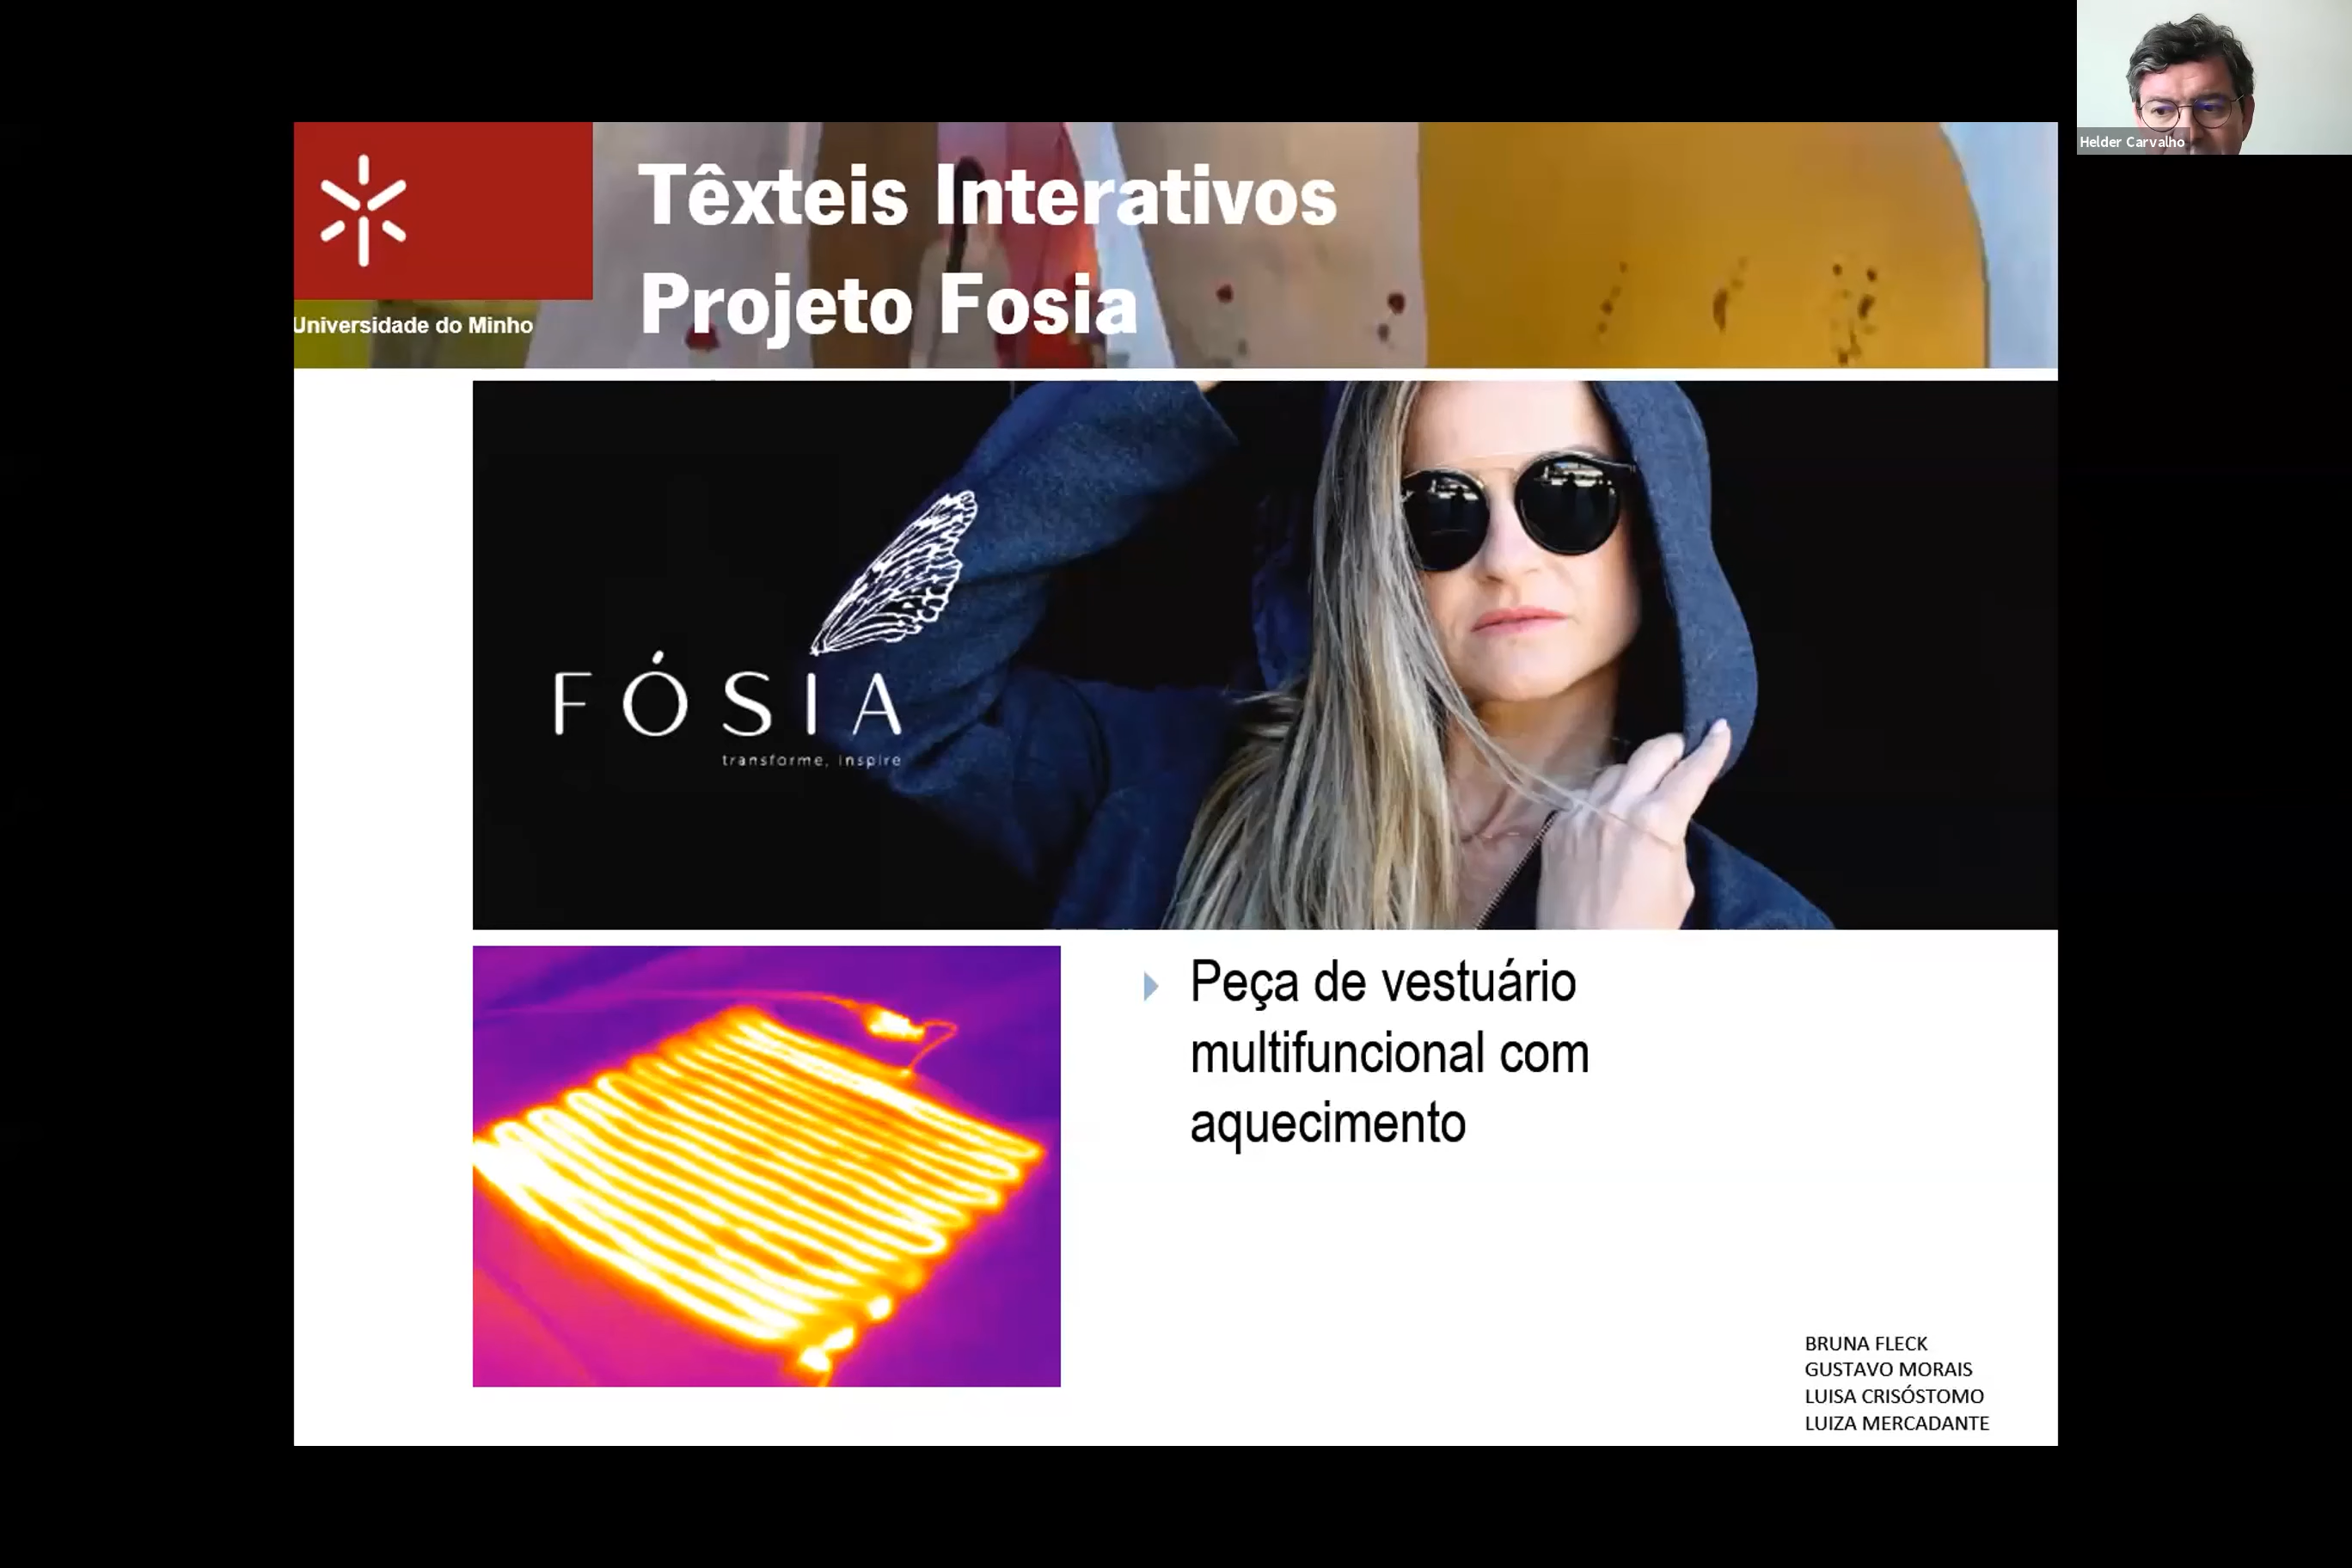 Helder Carvalho
Têxteis Interativos
Projeto Fosia
Universidade do Minho
FÓSIA
transforme, inspire
Peça de vestuário
multifuncional com
aquecimento
BRUNA FLECK
GUSTAVO MORAIS
LUISA CRISÓSTOMO
LUIZA MERCADANTE